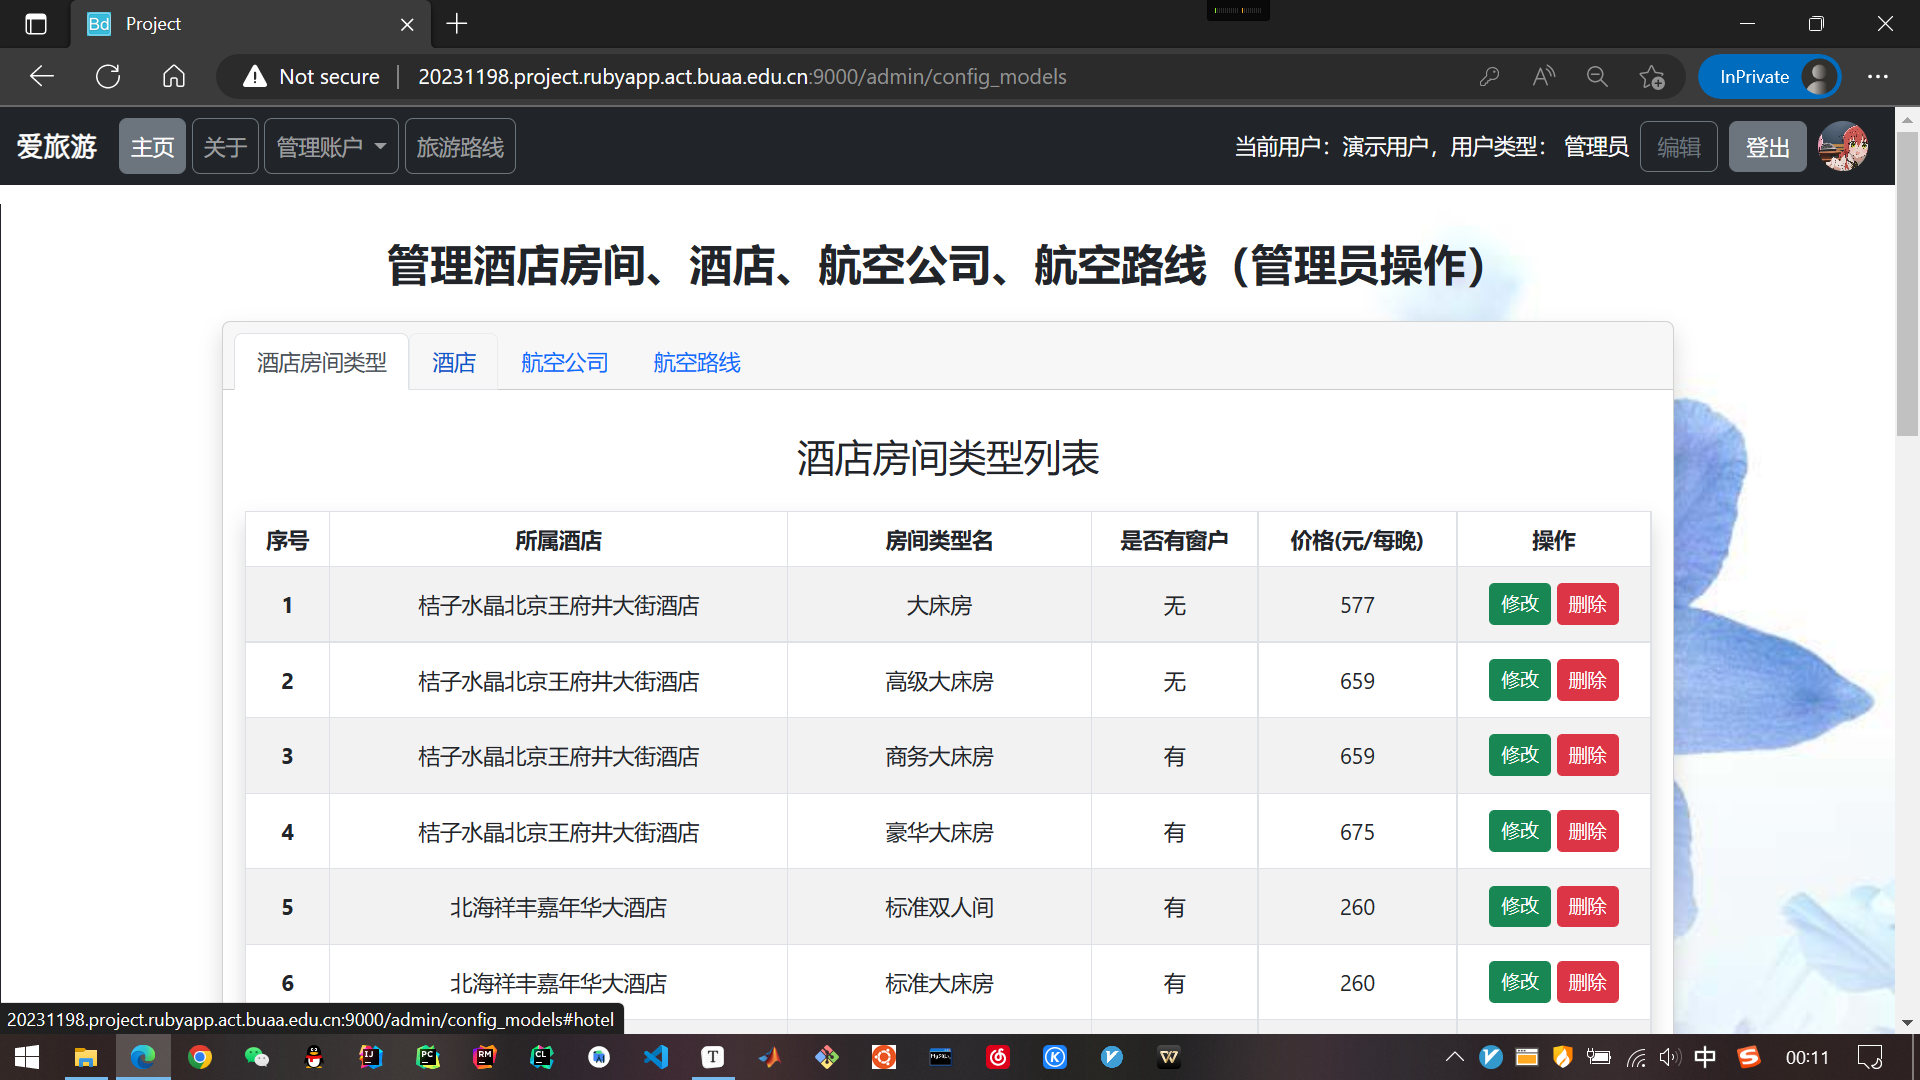 Project
Not secure
20231198.project.rubyapp.act.buaa.edu.cn:9000/admin/config_models
InPrivate
爱旅游 主页 关于 管理账户 旅游路线 当前用户：演示用户，用户类型： 管理员 编辑 登出
管理酒店房间、酒店、航空公司、航空路线（管理员操作）
酒店房间类型 酒店 航空公司 航空路线
酒店房间类型列表
序号 所属酒店 房间类型名 是否有窗户 价格(元/每晚) 操作
1 桔子水晶北京王府井大街酒店 大床房 无 577 修改 删除
2 桔子水晶北京王府井大街酒店 高级大床房 无 659 修改 删除
3 桔子水晶北京王府井大街酒店 商务大床房 有 659 修改 删除
4 桔子水晶北京王府井大街酒店 豪华大床房 有 675 修改 删除
5 北海祥丰嘉年华大酒店 标准双人间 有 260 修改 删除
6 北海祥丰嘉年华大酒店 标准大床房 有 260 修改 删除
20231198.project.rubyapp.act.buaa.edu.cn:9000/admin/config_models#hotel
中 00:11